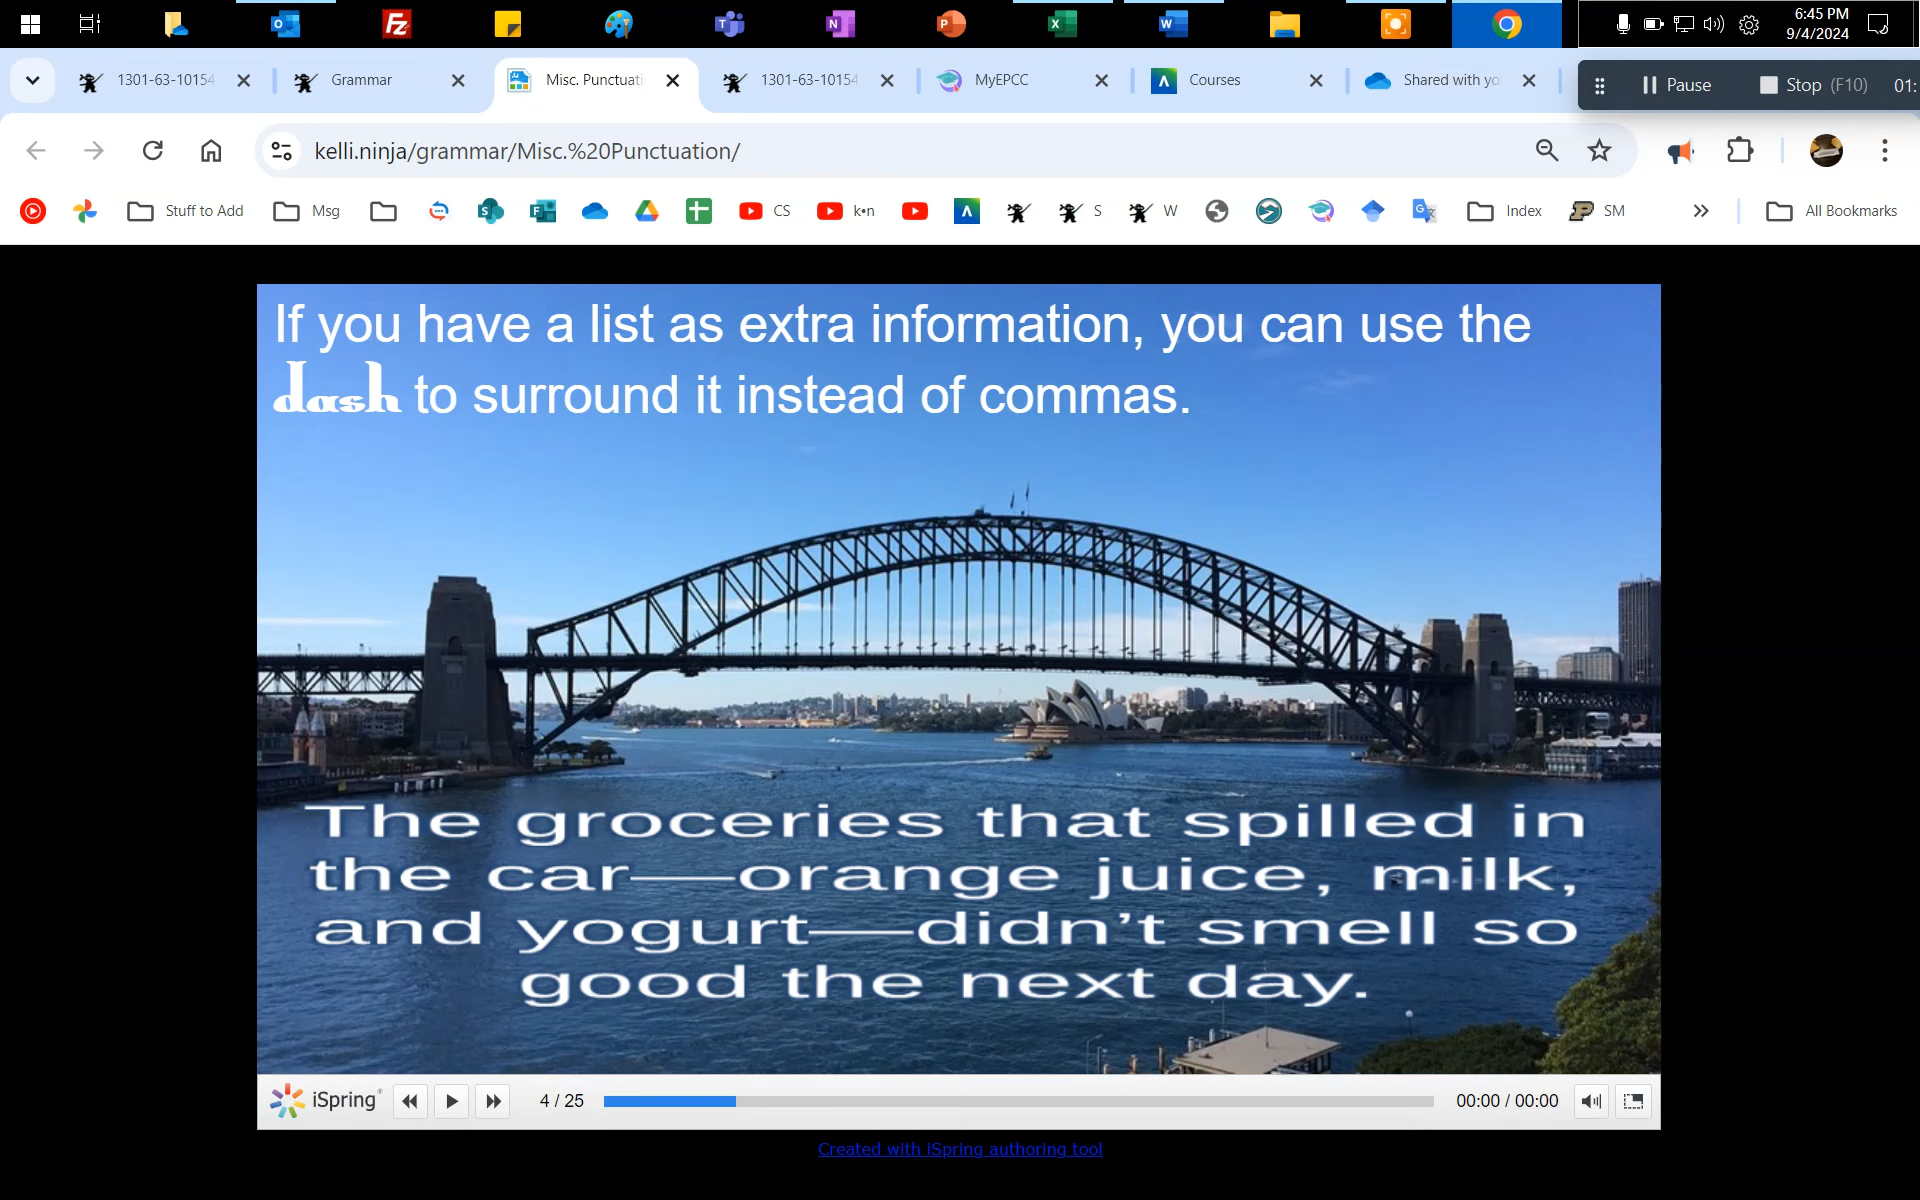 6:45 PM
9/4/2024
1301-63-10154
Grammar
Misc. Punctuati
1301-63-10154
MyEPCC
Courses
Shared with yo
Pause
Stop (F10)
01:
kelli.ninja/grammar/Misc.%20Punctuation/
Stuff to Add
Msg
CS
k•n
S
W
Index
SM
All Bookmarks
If you have a list as extra information, you can use the
dash to surround it instead of commas.
The groceries that spilled in
the car—orange juice, milk,
and yogurt—didn’t smell so
good the next day.
iSpring
4 / 25
00:00 / 00:00
Created with iSpring authoring tool